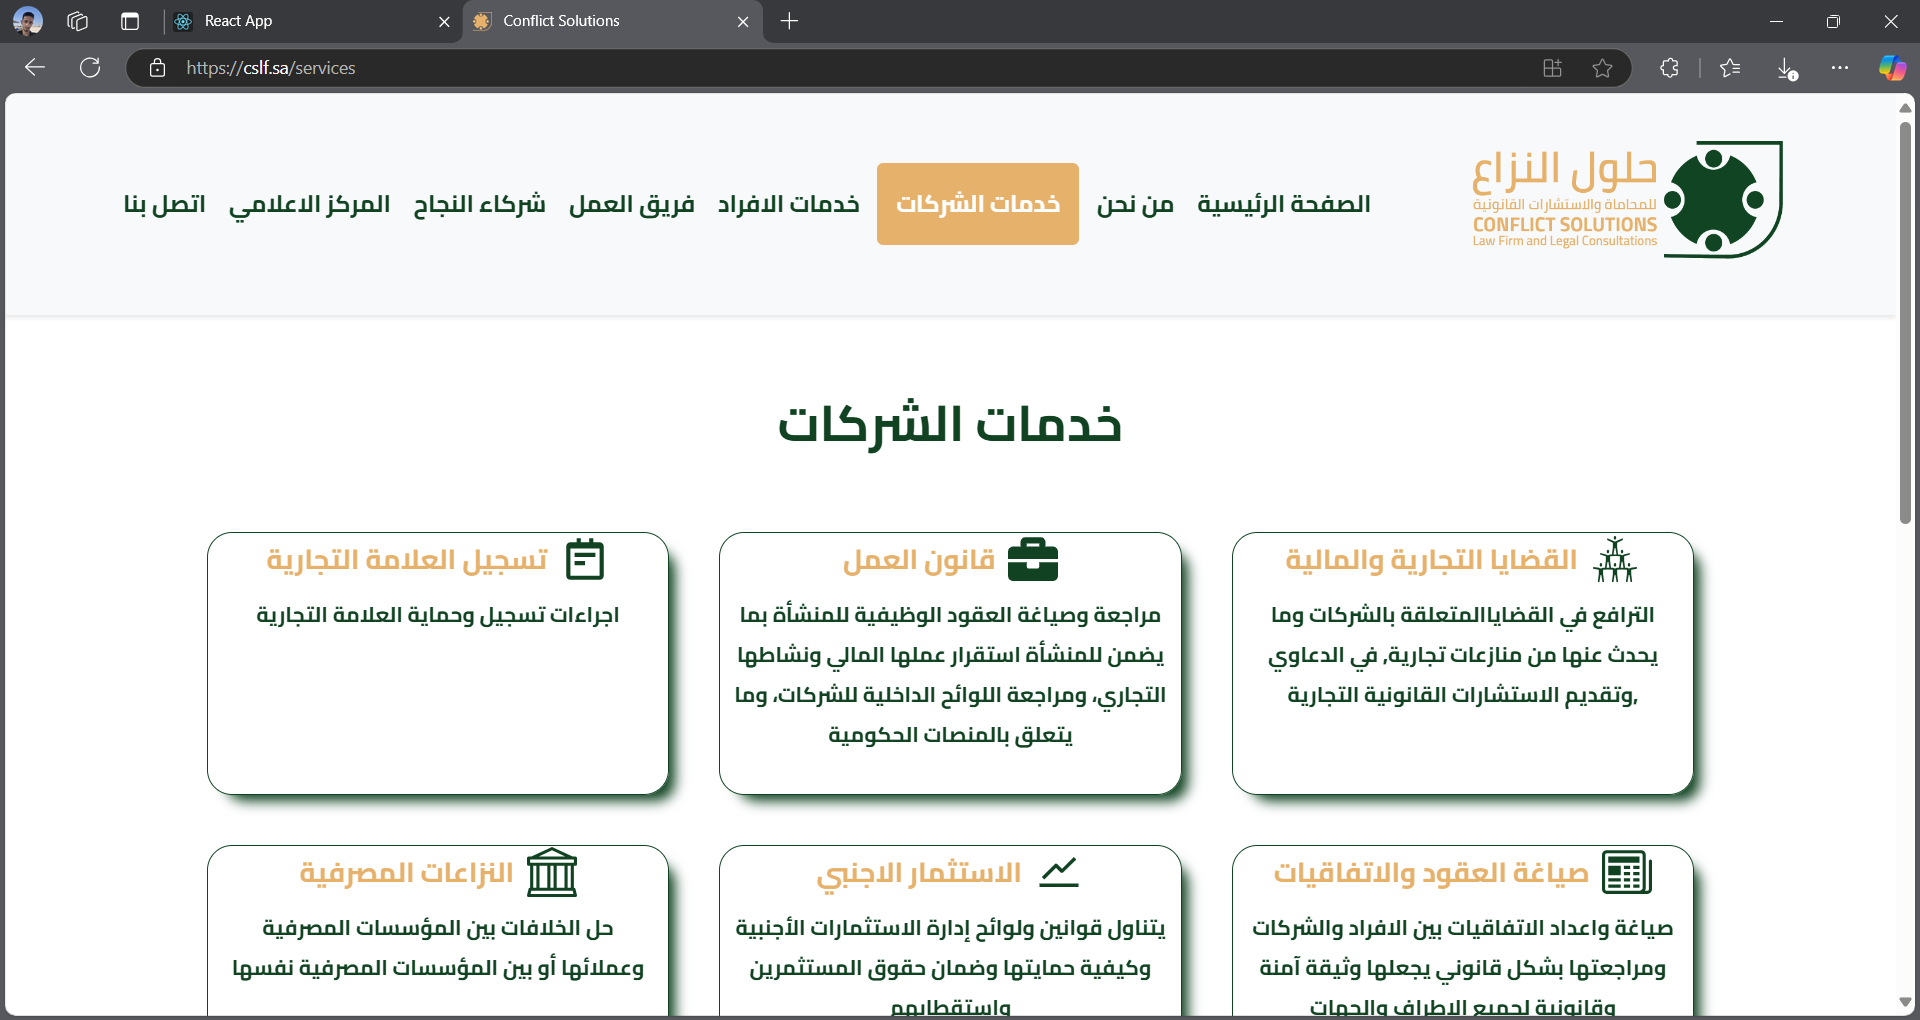 React App
Conflict Solutions
https://cslf.sa/services
حلول النزاع
للمحاماة والاستشارات القانونية
CONFLICT SOLUTIONS
Law Firm and Legal Consultations
الصفحة الرئيسية
من نحن
خدمات الشركات
خدمات الافراد
فريق العمل
شركاء النجاح
المركز الاعلامي
اتصل بنا
خدمات الشركات
القضايا التجارية والمالية
الترافع في القضاياالمتعلقة بالشركات وما
يحدث عنها من منازعات تجارية, في الدعاوي
وتقديم الاستشارات القانونية التجارية,
قانون العمل
مراجعة وصياغة العقود الوظيفية للمنشأة بما
يضمن للمنشأة استقرار عملها المالي ونشاطها
التجاري، ومراجعة اللوائح الداخلية للشركات، وما
يتعلق بالمنصات الحكومية
تسجيل العلامة التجارية
اجراءات تسجيل وحماية العلامة التجارية
صياغة العقود والاتفاقيات
صياغة واعداد الاتفاقيات بين الافراد والشركات
ومراجعتها بشكل قانوني يجعلها وثيقة آمنة
وقانونية لجميع الاطراف والجهات
الاستثمار الاجنبي
يتناول قوانين ولوائح إدارة الاستثمارات الأجنبية
وكيفية حمايتها وضمان حقوق المستثمرين
واستقطابهم
النزاعات المصرفية
حل الخلافات بين المؤسسات المصرفية
وعملائها أو بين المؤسسات المصرفية نفسها